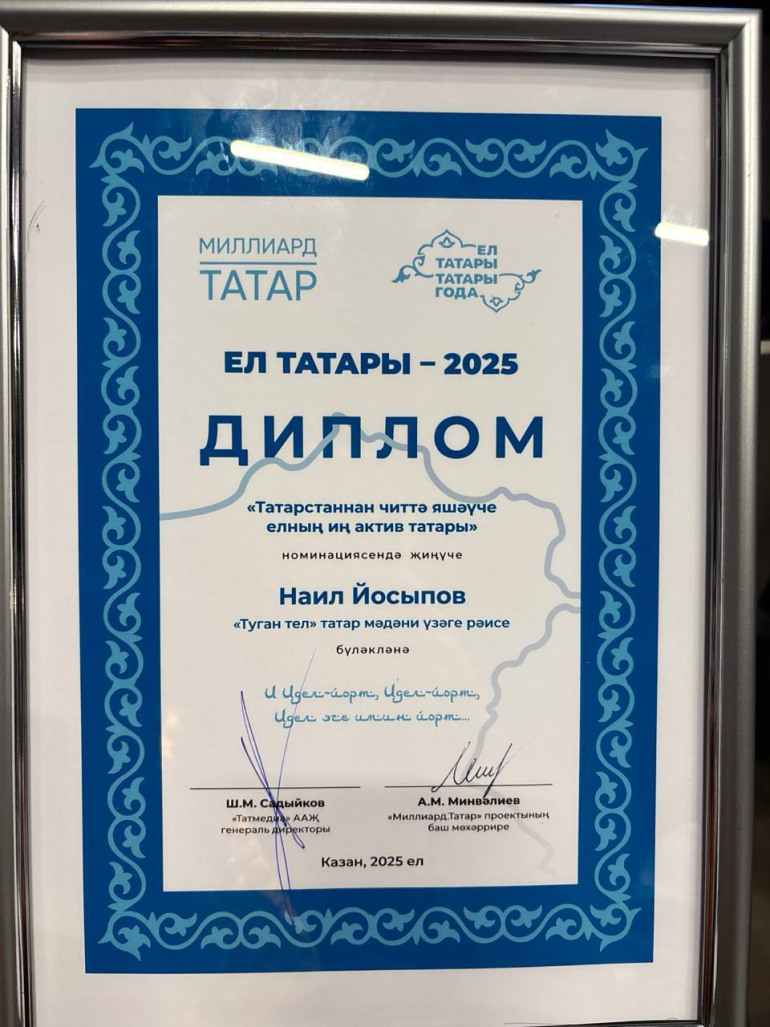 МИЛЛИАРД
ТАТАР
ЕЛ
ТАТАРЫ
ТАТАРЫ
ГОДА
ЕЛ ТАТАРЫ – 2025
ДИПЛОМ
«Татарстаннан читтә яшәүче
елның иң актив татары»
номинациясендә җиңүче
Наил Йосыпов
«Туган тел» татар мәдәни үзәге рәисе
бүләкләнә
И Идел-йорт, Идел-йорт,
Идел эче имин йорт...
Ш.М. Садыйков
«Татмедиа» ААҖ
генераль директоры
А.М. Минвәлиев
«Миллиард.Татар» проектының
баш мөхәррире
Казан, 2025 ел